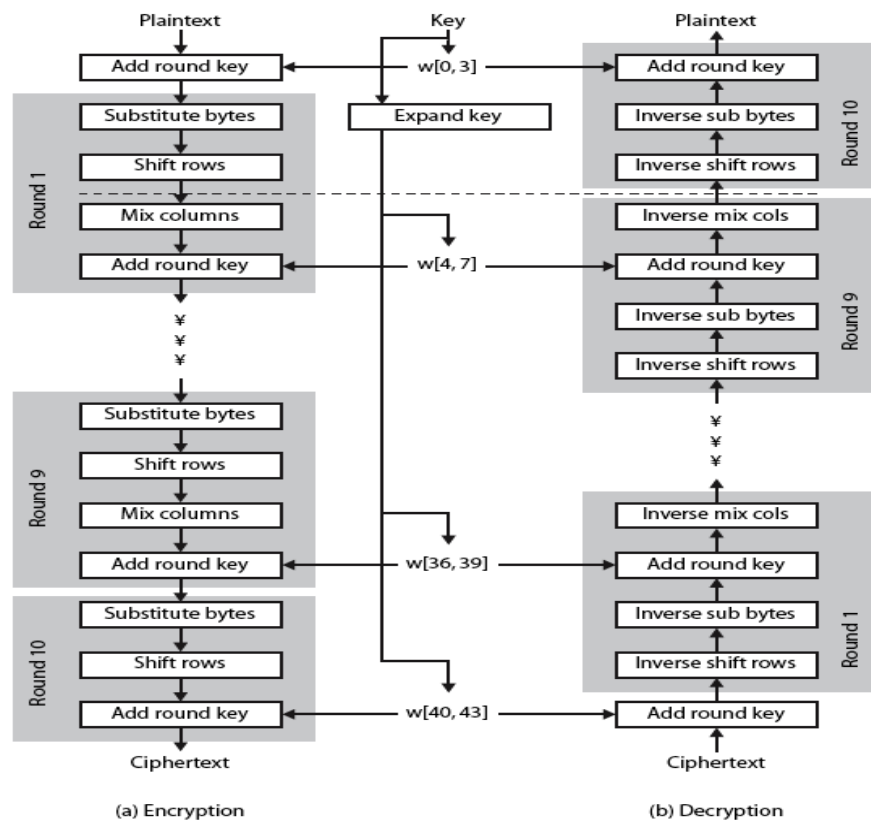 Plaintext
Add round key
Round 1
Substitute bytes
Shift rows
Mix columns
Add round key
¥
¥
¥
Round 9
Substitute bytes
Shift rows
Mix columns
Add round key
Round 10
Substitute bytes
Shift rows
Add round key
Ciphertext
(a) Encryption
Key
w[0, 3]
Expand key
w[4, 7]
w[36, 39]
w[40, 43]
Plaintext
Add round key
Inverse sub bytes
Inverse shift rows
Round 10
Inverse mix cols
Add round key
Inverse sub bytes
Inverse shift rows
Round 9
¥
¥
¥
Inverse mix cols
Add round key
Inverse sub bytes
Inverse shift rows
Round 1
Add round key
Ciphertext
(b) Decryption